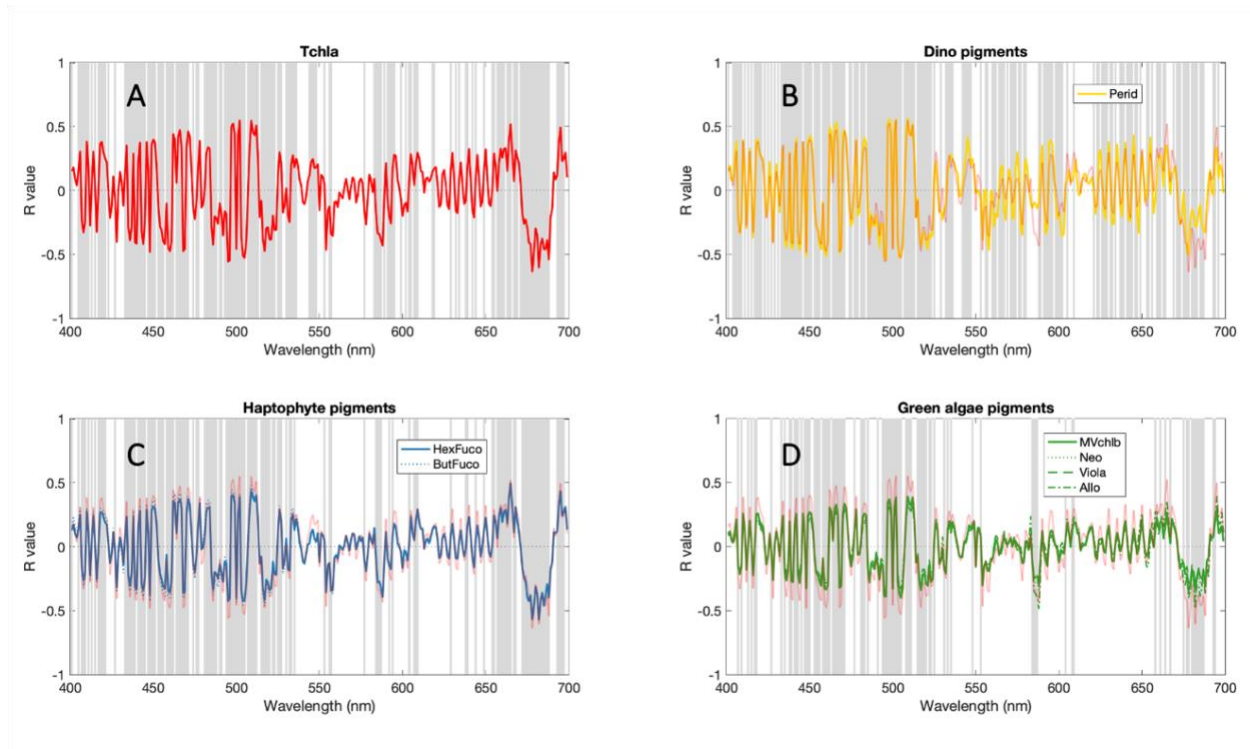 Tchla
A
R value
1
0.5
0
-0.5
-1
400 450 500 550 600 650 700
Wavelength (nm)
Dino pigments
B
Perid
R value
1
0.5
0
-0.5
-1
400 450 500 550 600 650 700
Wavelength (nm)
Haptophyte pigments
C
HexFuco
ButFuco
R value
1
0.5
0
-0.5
-1
400 450 500 550 600 650 700
Wavelength (nm)
Green algae pigments
D
MVchlb
Neo
Viola
Allo
R value
1
0.5
0
-0.5
-1
400 450 500 550 600 650 700
Wavelength (nm)